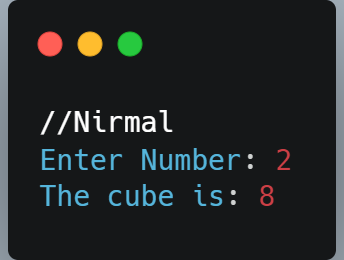 //Nirmal
Enter Number: 2
The cube is: 8